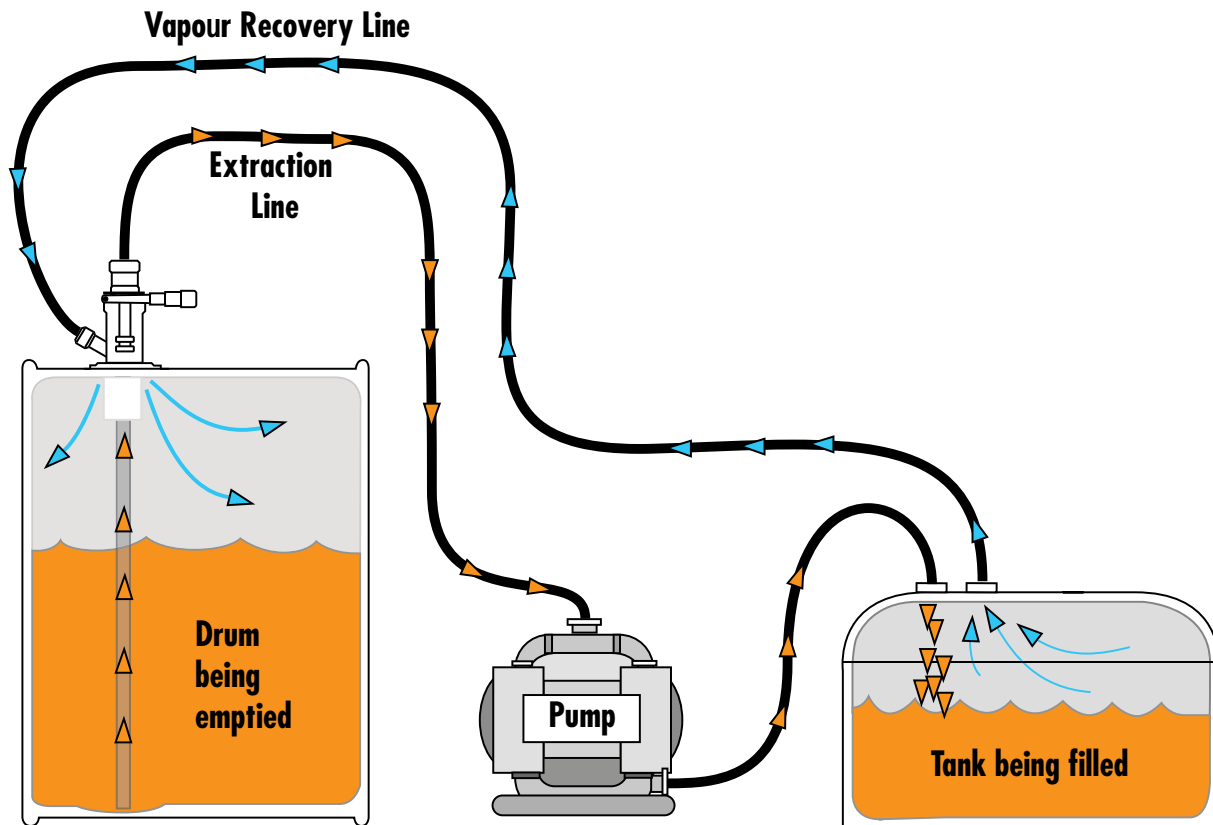 Vapour Recovery Line
Extraction
Line
Drum
being
emptied
Pump
Tank being filled